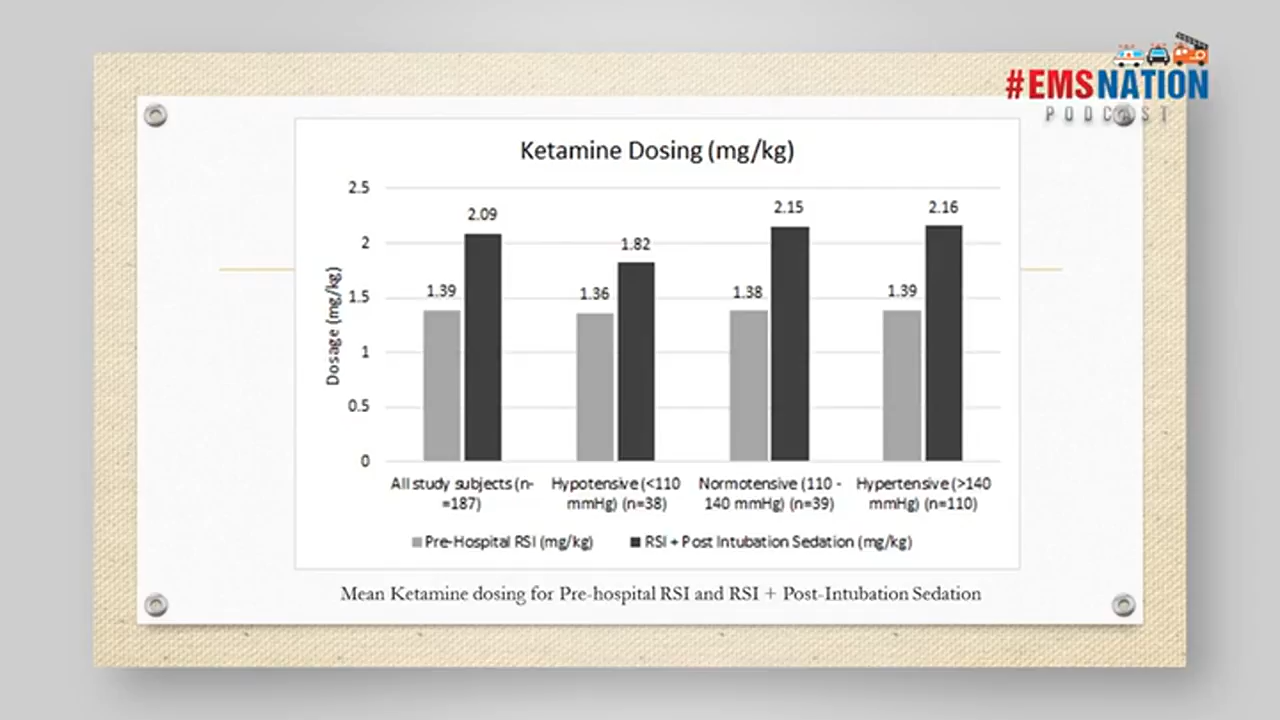 #EMSNATION
PODCAST
Ketamine Dosing (mg/kg)
2.5
2
1.5
1
0.5
0
Dosage (mg/kg)
1.39
2.09
1.36
1.82
1.38
2.15
1.39
2.16
All study subjects (n-
=187)
Hypotensive (<110
mmHg) (n=38)
Normotensive (110 -
140 mmHg) (n=39)
Hypertensive (>140
mmHg) (n=110)
Pre-Hospital RSI (mg/kg)
RSI + Post Intubation Sedation (mg/kg)
Mean Ketamine dosing for Pre-hospital RSI and RSI + Post-Intubation Sedation